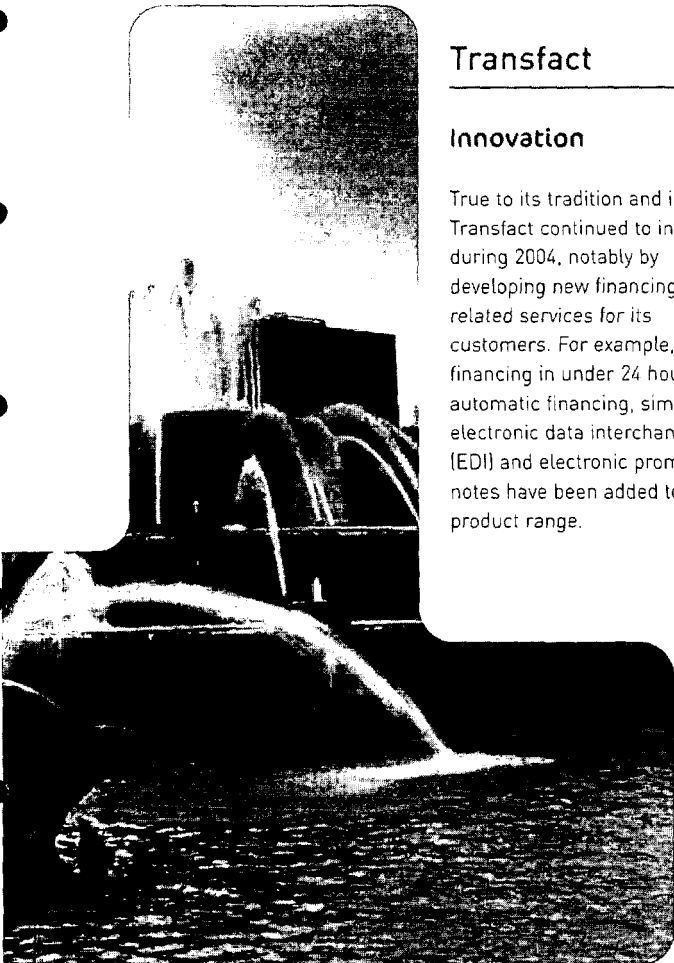 Transfact
Innovation
True to its tradition and
Transfact continued to
during 2004, notably by
developing new financing
related services for its
customers. For example,
financing in under 24
automatic financing,
electronic data
(EDI) and electronic
notes have been added
product range.